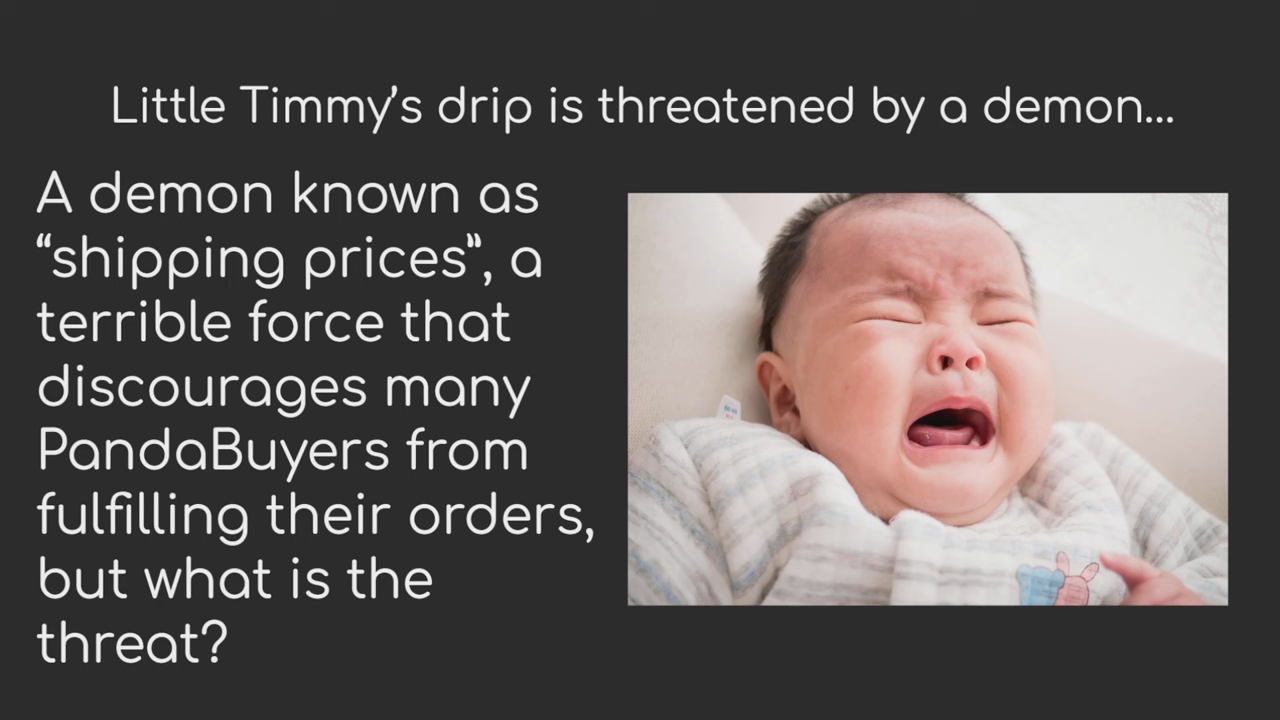 Little Timmy’s drip is threatened by a demon...
A demon known as
“shipping prices”, a
terrible force that
discourages many
PandaBuyers from
fulfilling their orders,
but what is the
threat?